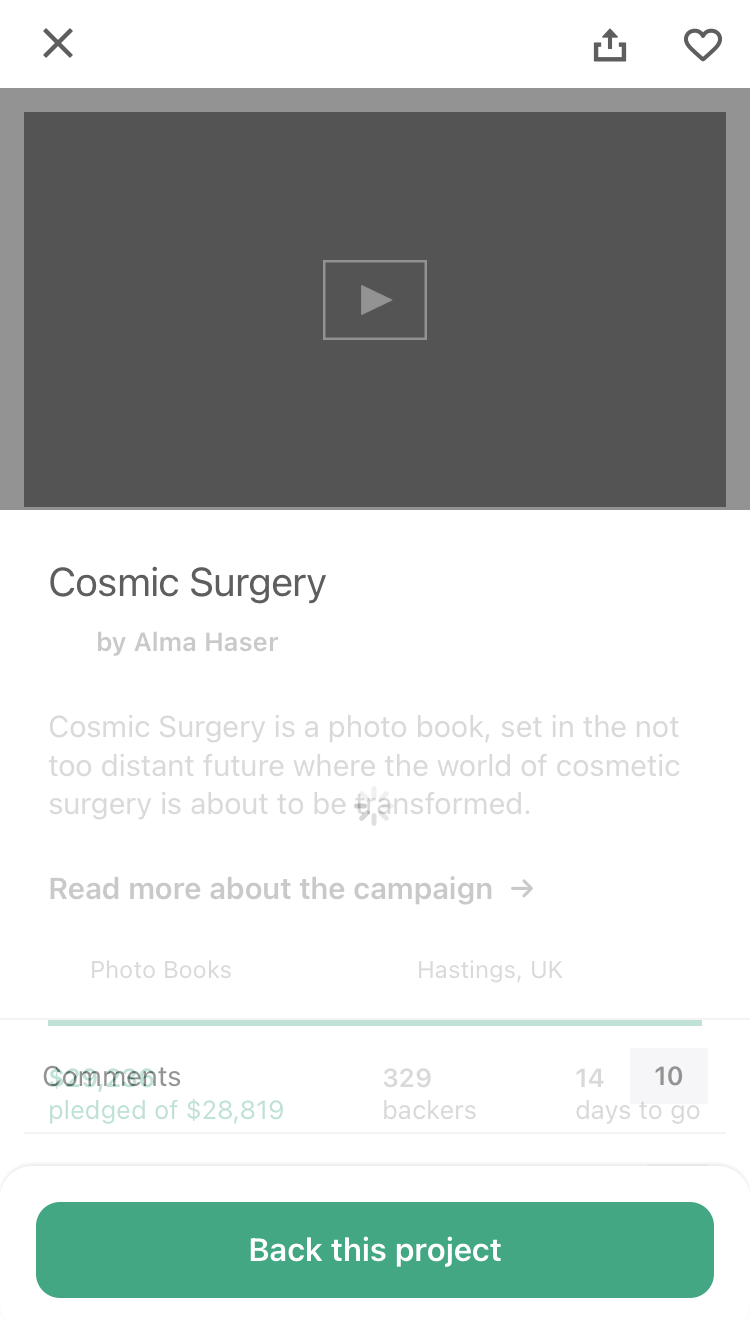 Cosmic Surgery
by Alma Haser
Cosmic Surgery is a photo book, set in the not
too distant future where the world of cosmetic
surgery is about to be transformed.
Read more about the campaign →
Photo Books
Hastings, UK
Comments
329
14
10
pledged of $28,819
backers
days to go
Back this project